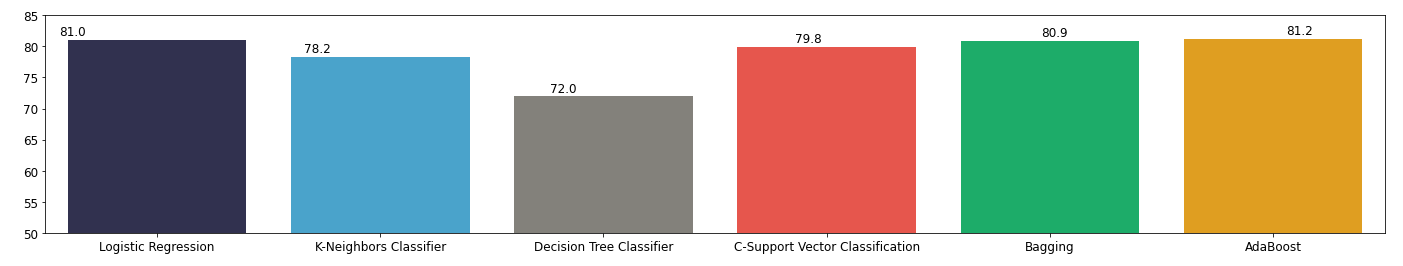 85
80
75
70
65
60
55
50
81.0
78.2
72.0
79.8
80.9
81.2
Logistic Regression
K-Neighbors Classifier
Decision Tree Classifier
C-Support Vector Classification
Bagging
AdaBoost